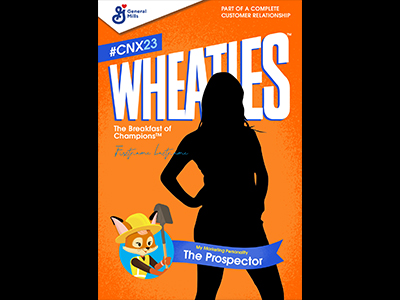 General
Mills
PART OF A COMPLETE
CUSTOMER RELATIONSHIP
#CNX23
WHEATIES™
The Breakfast of
Champions™
Firstname Lastname
My Marketing Personality
The Prospector